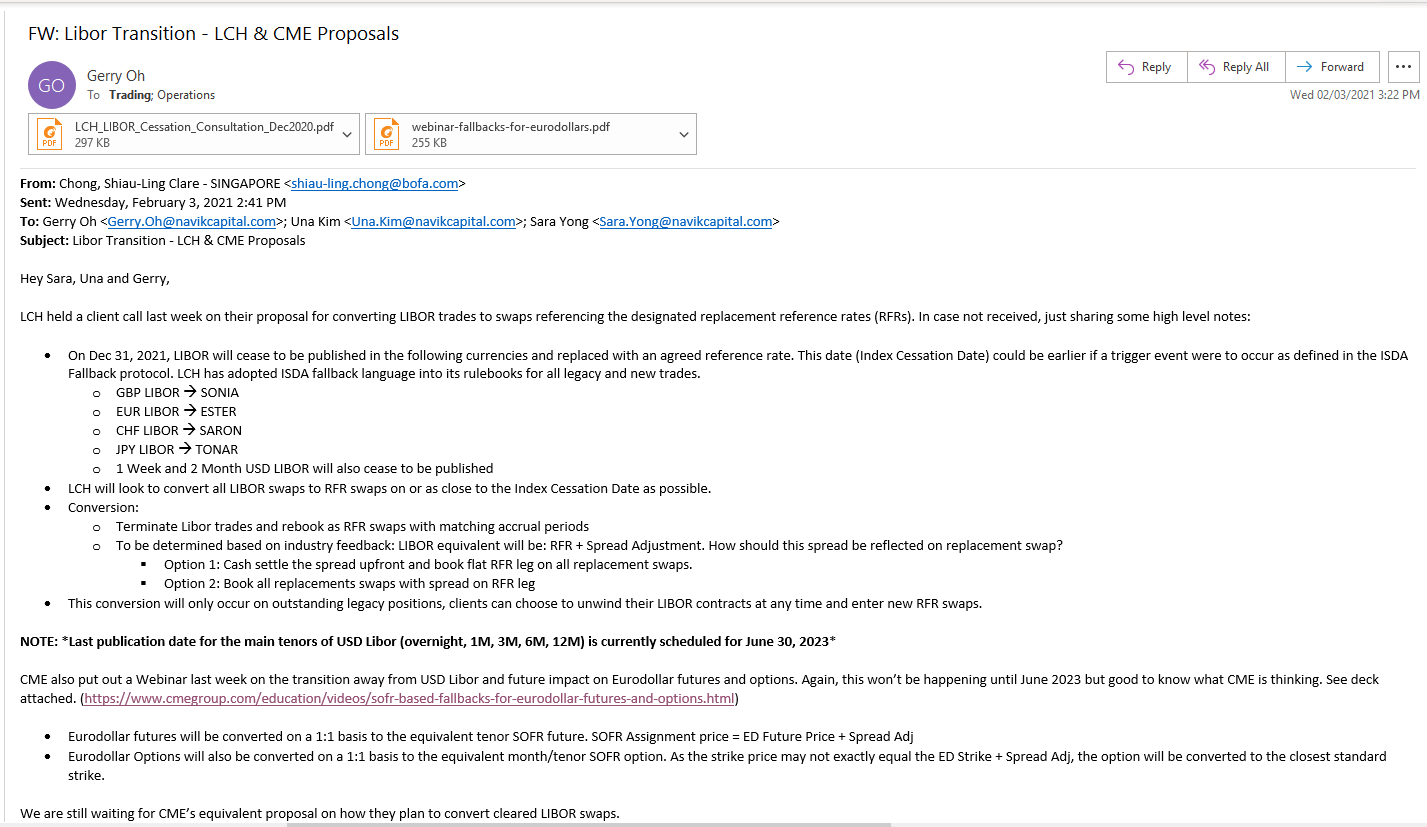 FW: Libor Transition - LCH & CME Proposals
GO
Gerry Oh
To Trading; Operations
Reply
Reply All
Forward
...
Wed 02/03/2021 3:22 PM
PDF
LCH_LIBOR_Cessation_Consultation_Dec2020.pdf
297 KB
PDF
webinar-fallbacks-for-eurodollars.pdf
255 KB
From: Chong, Shiau-Ling Clare - SINGAPORE <shiau-ling.chong@bofa.com>
Sent: Wednesday, February 3, 2021 2:41 PM
To: Gerry Oh <Gerry.Oh@navikcapital.com>; Una Kim <Una.Kim@navikcapital.com>; Sara Yong <Sara.Yong@navikcapital.com>
Subject: Libor Transition - LCH & CME Proposals
Hey Sara, Una and Gerry,
LCH held a client call last week on their proposal for converting LIBOR trades to swaps referencing the designated replacement reference rates (RFRs). In case not received, just sharing some high level notes:
• On Dec 31, 2021, LIBOR will cease to be published in the following currencies and replaced with an agreed reference rate. This date (Index Cessation Date) could be earlier if a trigger event were to occur as defined in the ISDA
Fallback protocol. LCH has adopted ISDA fallback language into its rulebooks for all legacy and new trades.
o GBP LIBOR → SONIA
o EUR LIBOR → ESTER
o CHF LIBOR → SARON
o JPY LIBOR → TONAR
o 1 Week and 2 Month USD LIBOR will also cease to be published
• LCH will look to convert all LIBOR swaps to RFR swaps on or as close to the Index Cessation Date as possible.
• Conversion:
o Terminate Libor trades and rebook as RFR swaps with matching accrual periods
o To be determined based on industry feedback: LIBOR equivalent will be: RFR + Spread Adjustment. How should this spread be reflected on replacement swap?
▪ Option 1: Cash settle the spread upfront and book flat RFR leg on all replacement swaps.
▪ Option 2: Book all replacements swaps with spread on RFR leg
• This conversion will only occur on outstanding legacy positions, clients can choose to unwind their LIBOR contracts at any time and enter new RFR swaps.
NOTE: *Last publication date for the main tenors of USD Libor (overnight, 1M, 3M, 6M, 12M) is currently scheduled for June 30, 2023*
CME also put out a Webinar last week on the transition away from USD Libor and future impact on Eurodollar futures and options. Again, this won't be happening until June 2023 but good to know what CME is thinking. See deck
attached. (https://www.cmegroup.com/education/videos/sofr-based-fallbacks-for-eurodollar-futures-and-options.html)
• Eurodollar futures will be converted on a 1:1 basis to the equivalent tenor SOFR future. SOFR Assignment price = ED Future Price + Spread Adj
• Eurodollar Options will also be converted on a 1:1 basis to the equivalent month/tenor SOFR option. As the strike price may not exactly equal the ED Strike + Spread Adj, the option will be converted to the closest standard
strike.
We are still waiting for CME's equivalent proposal on how they plan to convert cleared LIBOR swaps.